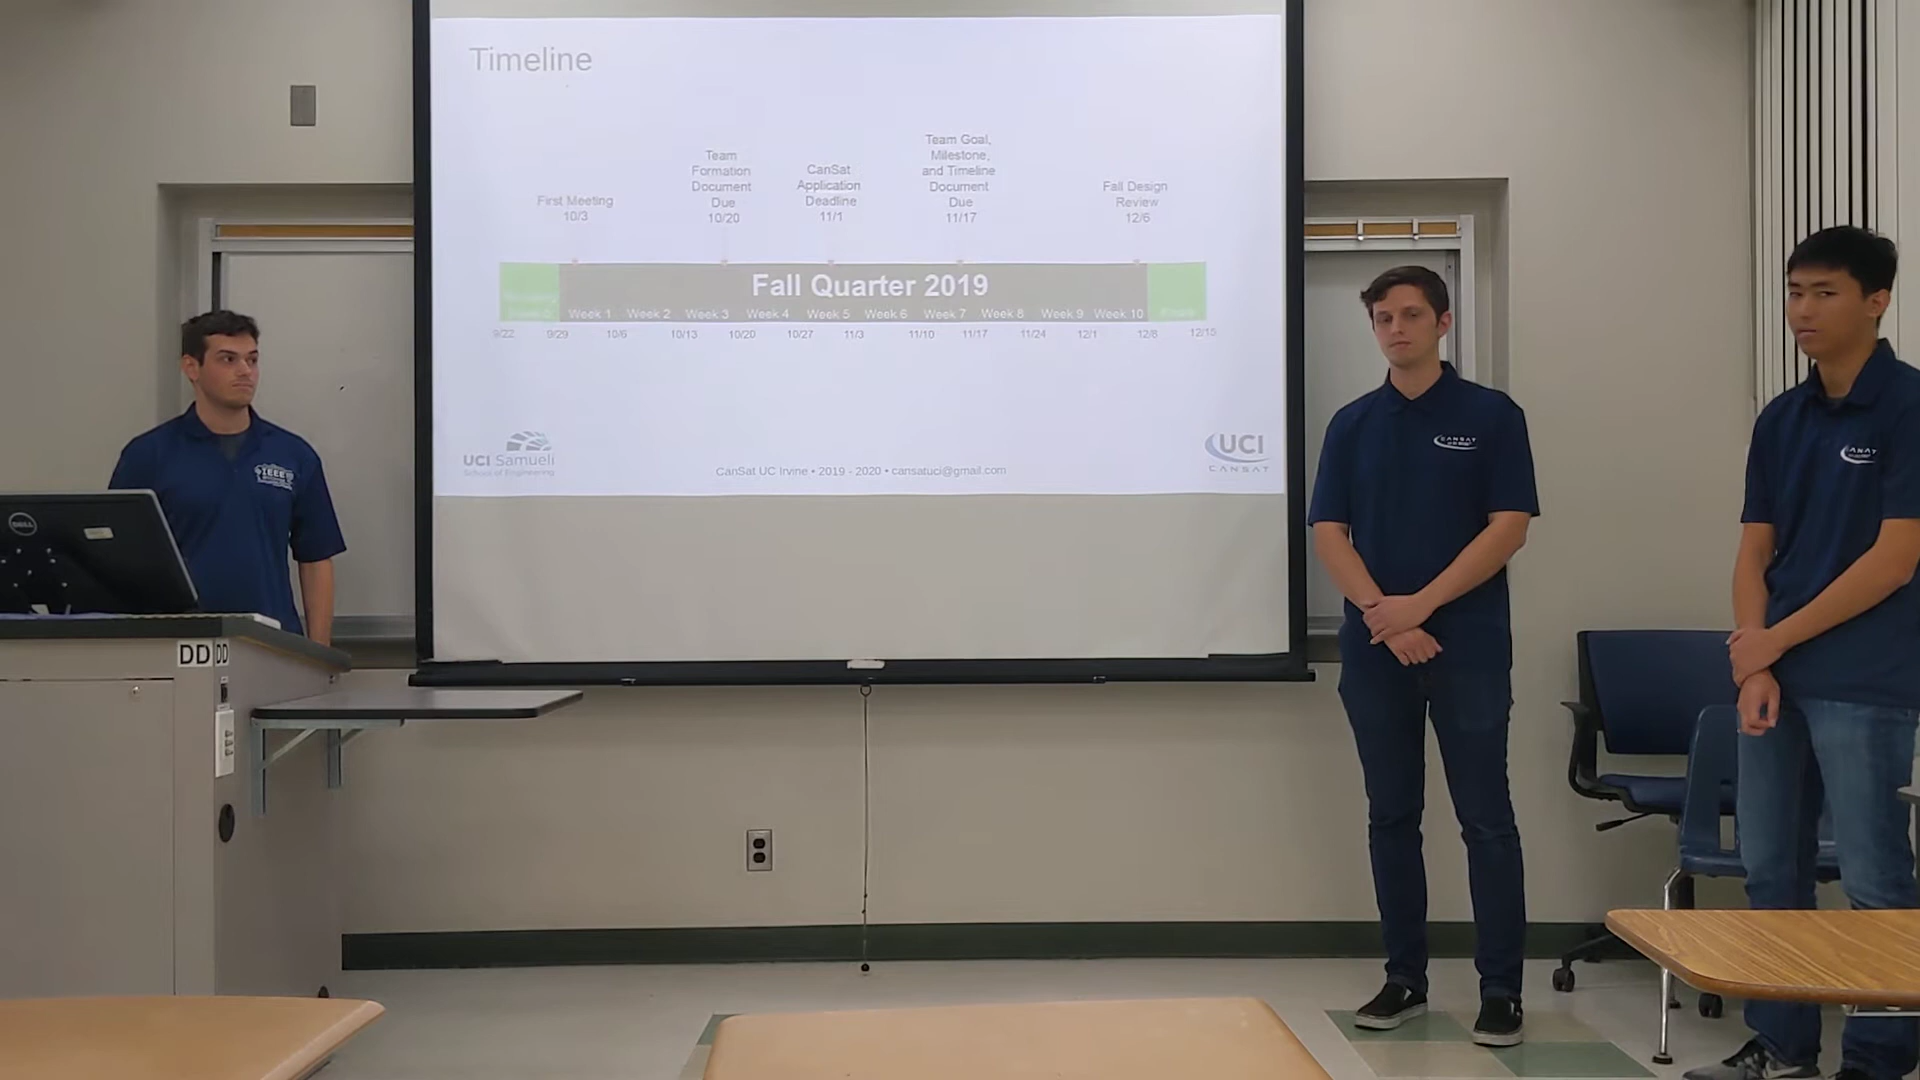 Timeline
First Meeting
10/3
Team
Formation
Document
Due
10/20
CanSat
Application
Deadline
11/1
Team Goal,
Milestone,
and Timeline
Document
Due
11/17
Fall Design
Review
12/6
Fall Quarter 2019
Week 1 Week 2 Week 3 Week 4 Week 5 Week 6 Week 7 Week 8 Week 9 Week 10
9/22 9/29 10/6 10/13 10/20 10/27 11/3 11/10 11/17 11/24 12/1 12/8 12/15
UCI Samueli
School of Engineering
CanSat UC Irvine • 2019 - 2020 • cansatuci@gmail.com
UCI
CANSAT
IEEE
CANSAT
DELL
DD DD